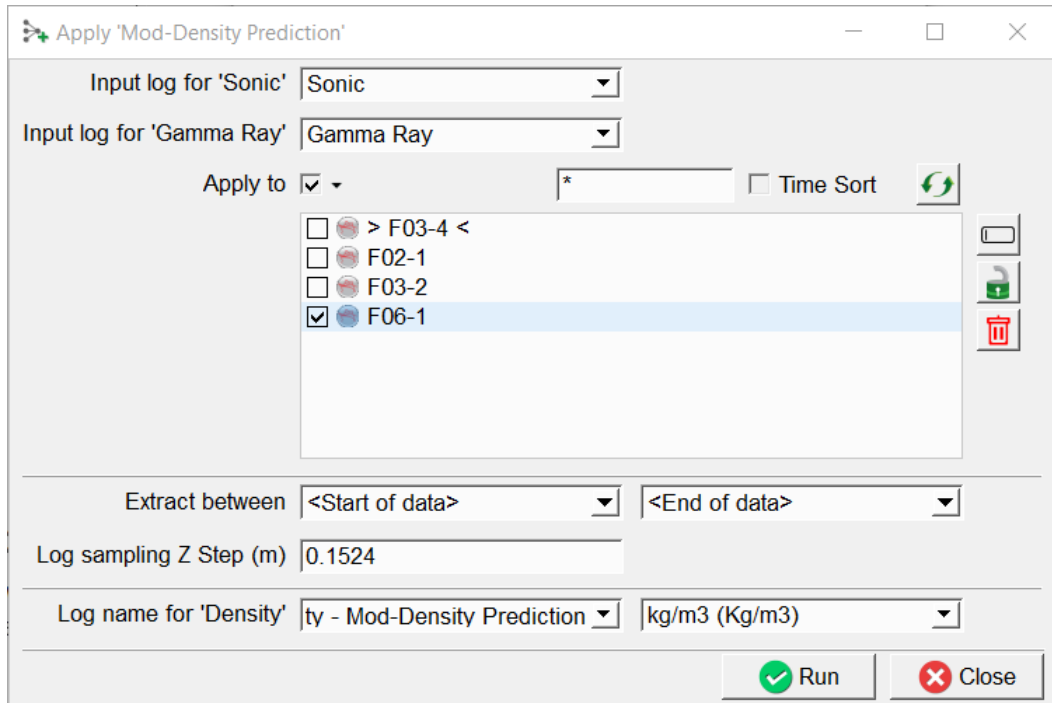 Apply 'Mod-Density Prediction'
Input log for 'Sonic' Sonic
Input log for 'Gamma Ray' Gamma Ray
Apply to * Time Sort
> F03-4 <
F02-1
F03-2
F06-1
Extract between <Start of data> <End of data>
Log sampling Z Step (m) 0.1524
Log name for 'Density' ty - Mod-Density Prediction kg/m3 (Kg/m3)
Run Close